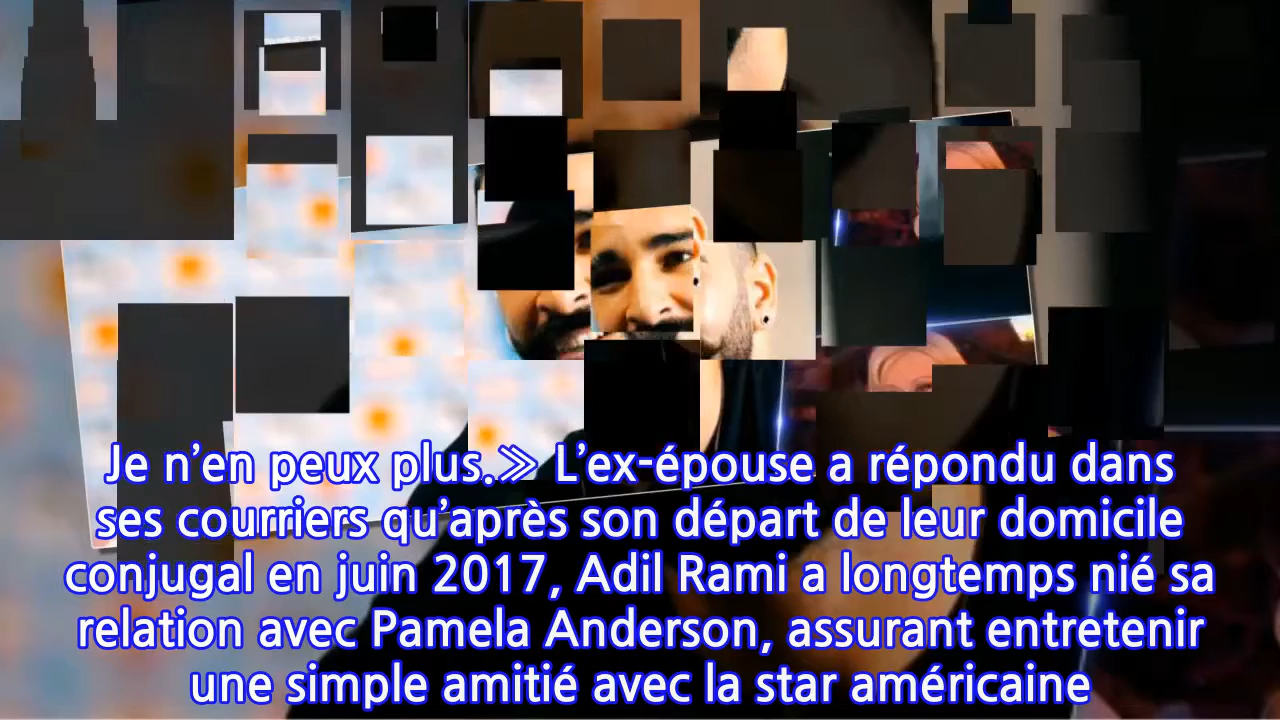 Je n’en peux plus.≫ L’ex-épouse a répondu dans
ses courriers qu’après son départ de leur domicile
conjugal en juin 2017, Adil Rami a longtemps nié sa
relation avec Pamela Anderson, assurant entretenir
une simple amitié avec la star américaine